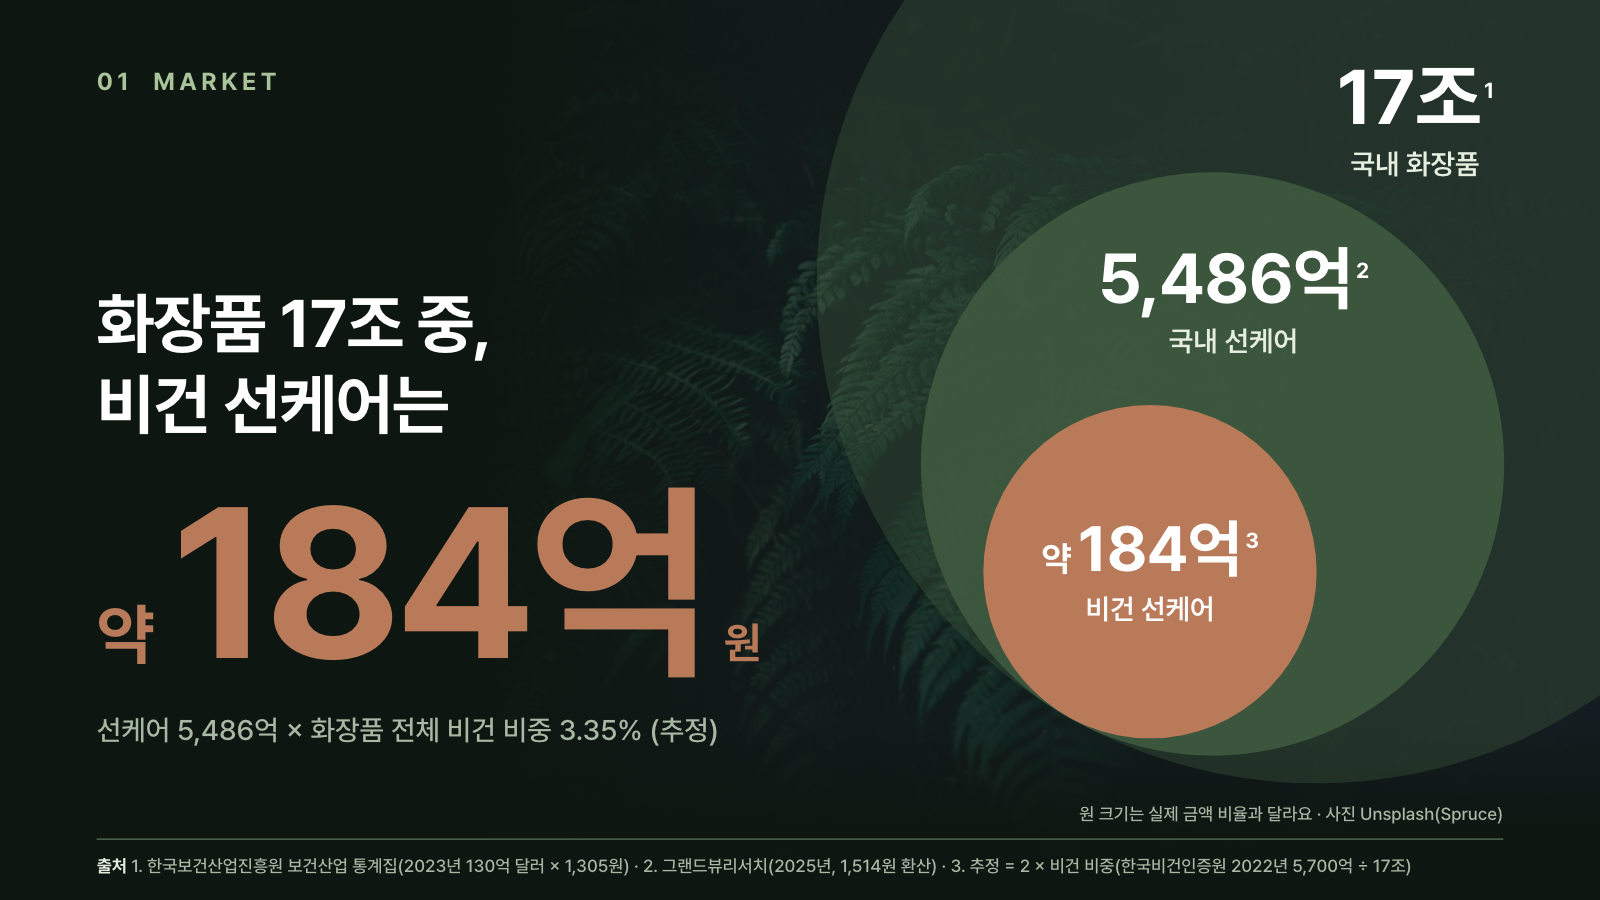 01 MARKET
화장품 17조 중,
비건 선케어는
약 184억 원
선케어 5,486억 × 화장품 전체 비건 비중 3.35% (추정)
17조1
국내 화장품
5,486억2
국내 선케어
약 184억3
비건 선케어
원 크기는 실제 금액 비율과 달라요 · 사진 Unsplash(Spruce)
출처 1. 한국보건산업진흥원 보건산업 통계집(2023년 130억 달러 × 1,305원) · 2. 그랜드뷰리서치(2025년, 1,514원 환산) · 3. 추정 = 2 × 비건 비중(한국비건인증원 2022년 5,700억 ÷ 17조)